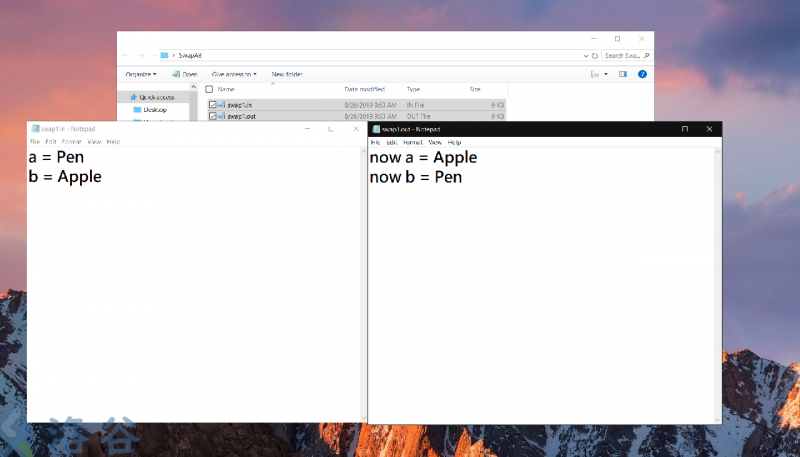 SwapAB
Search Swa...
Organize
Open
Give access to
New folder
Quick access
Desktop
Name
Date modified
Type
Size
swap1.in
8/26/2019 9:53 AM
IN File
0 KB
swap1.out
8/26/2019 9:53 AM
OUT File
0 KB
swap1.in - Notepad
File Edit Format View Help
a = Pen
b = Apple
swap1.out - Notepad
File Edit Format View Help
now a = Apple
now b = Pen
洛谷